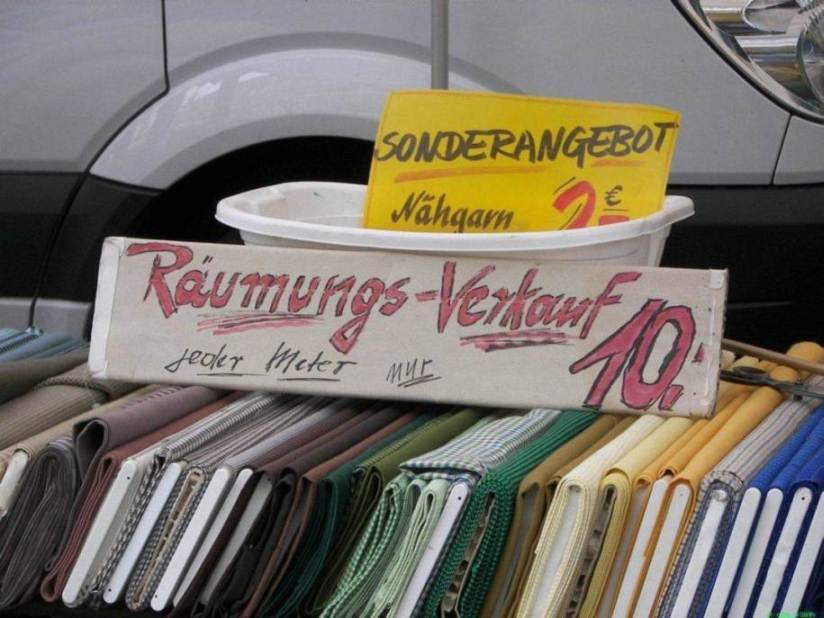 SONDERANGEBOT
Nähgarn 2.- €
Räumungs-Verkauf
jeder Meter nur 10.-